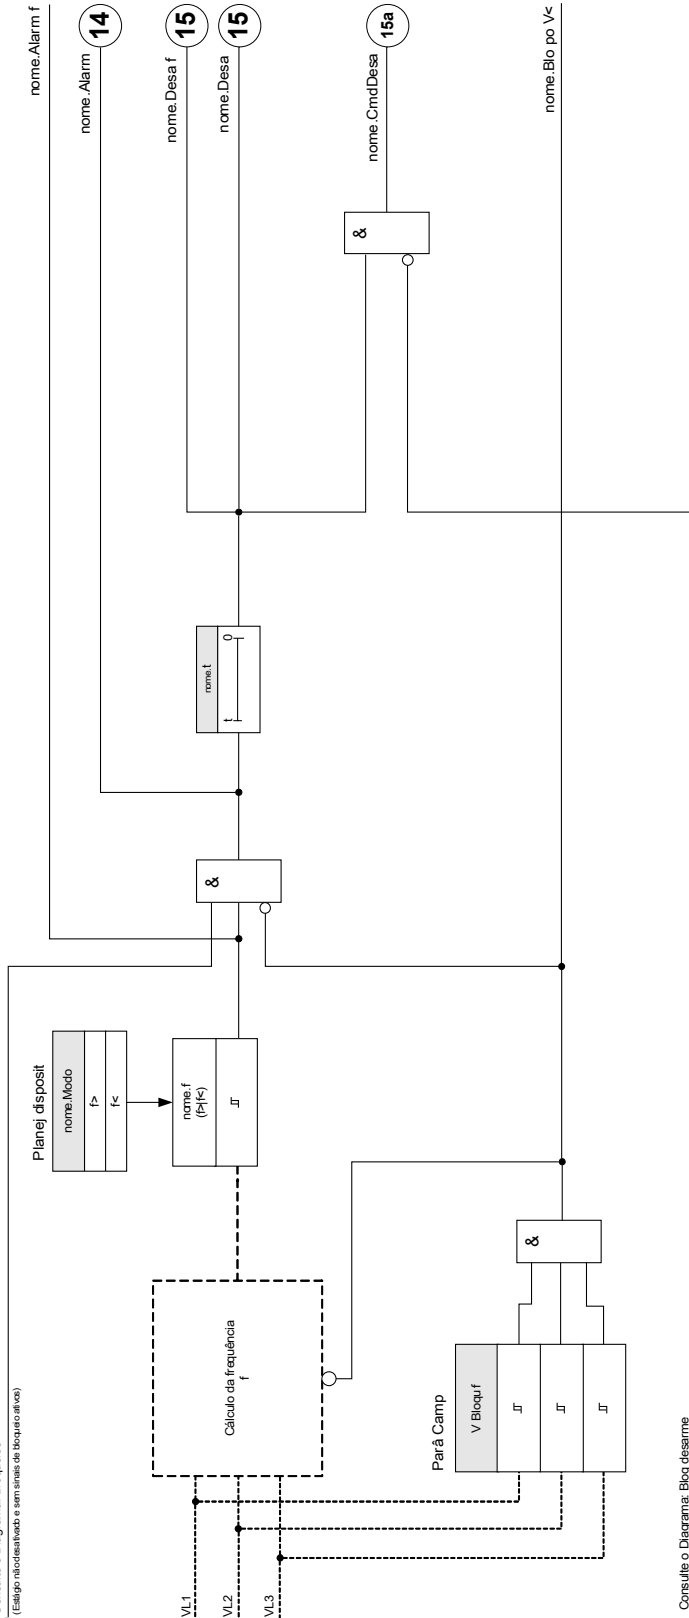 nome.Alarm f
nome.Alarm
14
nome.Desa f
15
nome.Desa
15
nome.CmdDesa
15a
nome.Blo po V<
&
nome.t
t
0
&
Planej disposit
nome.Modo
f>
f<
nome.f
(f>|f<)
(Estágio não desativado e sem sinais de bloqueio ativos)
Cálculo da frequência
f
&
Parâ Camp
V Bloqu f
VL1
VL2
VL3
Consulte o Diagrama: Bloq desarme